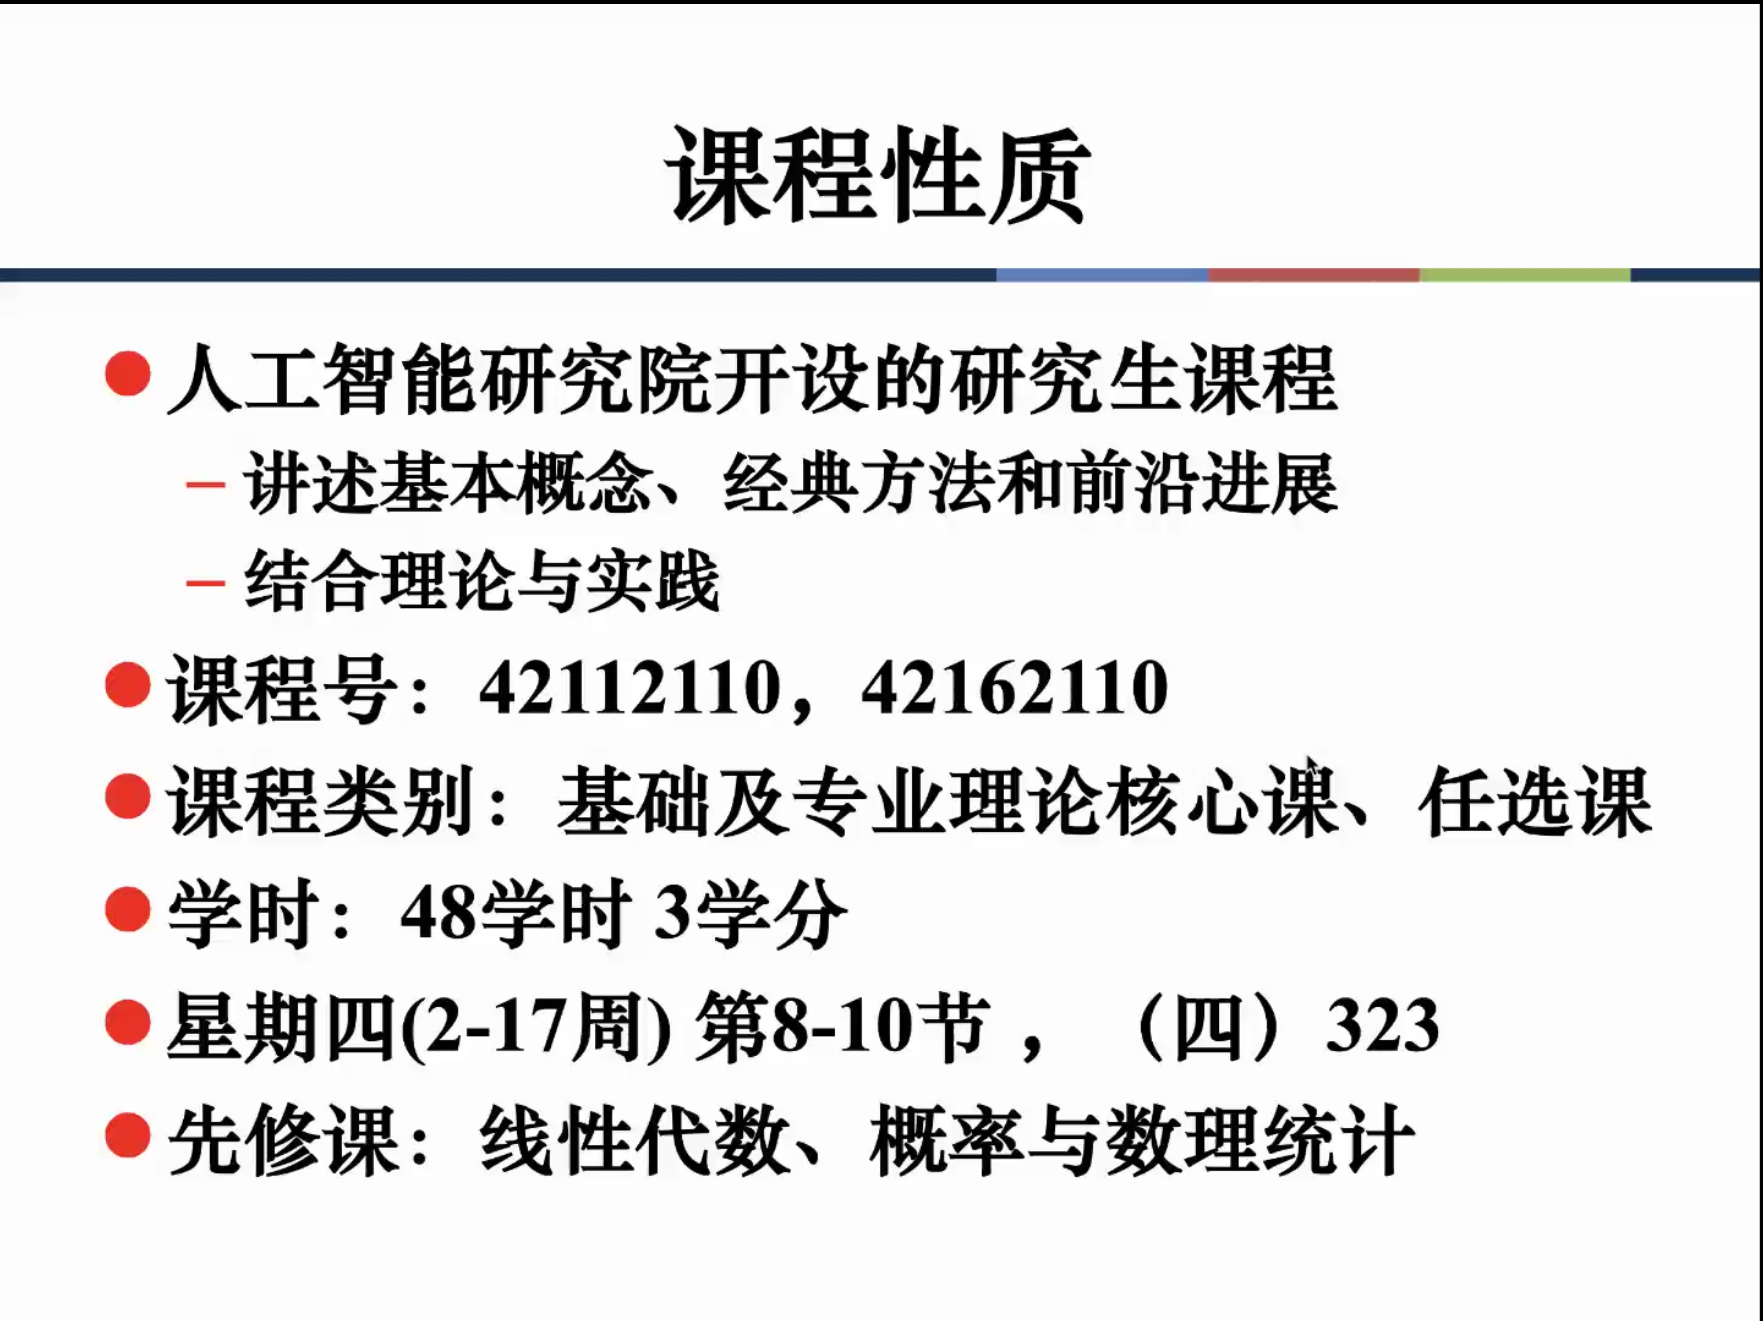 课程性质
人工智能研究院开设的研究生课程
– 讲述基本概念、经典方法和前沿进展
– 结合理论与实践
课程号：42112110，42162110
课程类别：基础及专业理论核心课、任选课
学时：48学时 3学分
星期四(2-17周) 第8-10节 ，（四）323
先修课：线性代数、概率与数理统计